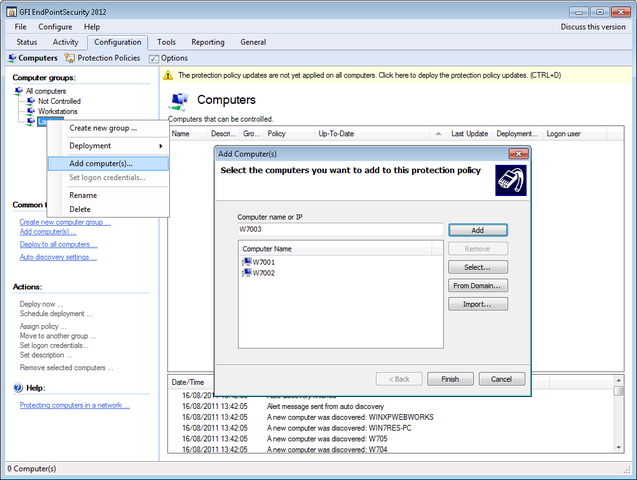 GFI EndPointSecurity 2012
File Configure Help Discuss this version
Status Activity Configuration Tools Reporting General
Computers Protection Policies Options
Computer groups:
All computers
Not Controlled
Workstations
Create new group ...
Deployment
Add computer(s)...
Set logon credentials...
Rename
Delete
Common t
Create new computer group ...
Add computer(s) ...
Deploy to all computers ...
Auto discovery settings ...
Actions:
Deploy now ...
Schedule deployment ...
Assign policy ...
Move to another group ...
Set logon credentials...
Set description ...
Remove selected computers ...
Help:
Protecting computers in a network ...
The protection policy updates are not yet applied on all computers. Click here to deploy the protection policy updates. (CTRL+D)
Computers
Computers that can be controlled.
Name Descri... Gro... Policy Up-To-Date Last Update Deployment... Logon user
Add Computer(s)
Select the computers you want to add to this protection policy
Computer name or IP
W7003
Add
Computer Name
Remove
W7001
W7002
Select...
From Domain...
Import...
< Back Finish Cancel
Date/Time
16/08/2011 13:42:05
16/08/2011 13:42:05 Alert message sent from auto discovery
16/08/2011 13:42:05 A new computer was discovered: WINXPWEBWORKS
16/08/2011 13:42:05 A new computer was discovered: WIN7RES-PC
16/08/2011 13:42:05 A new computer was discovered: W705
16/08/2011 13:42:05 A new computer was discovered: W704
0 Computer(s)